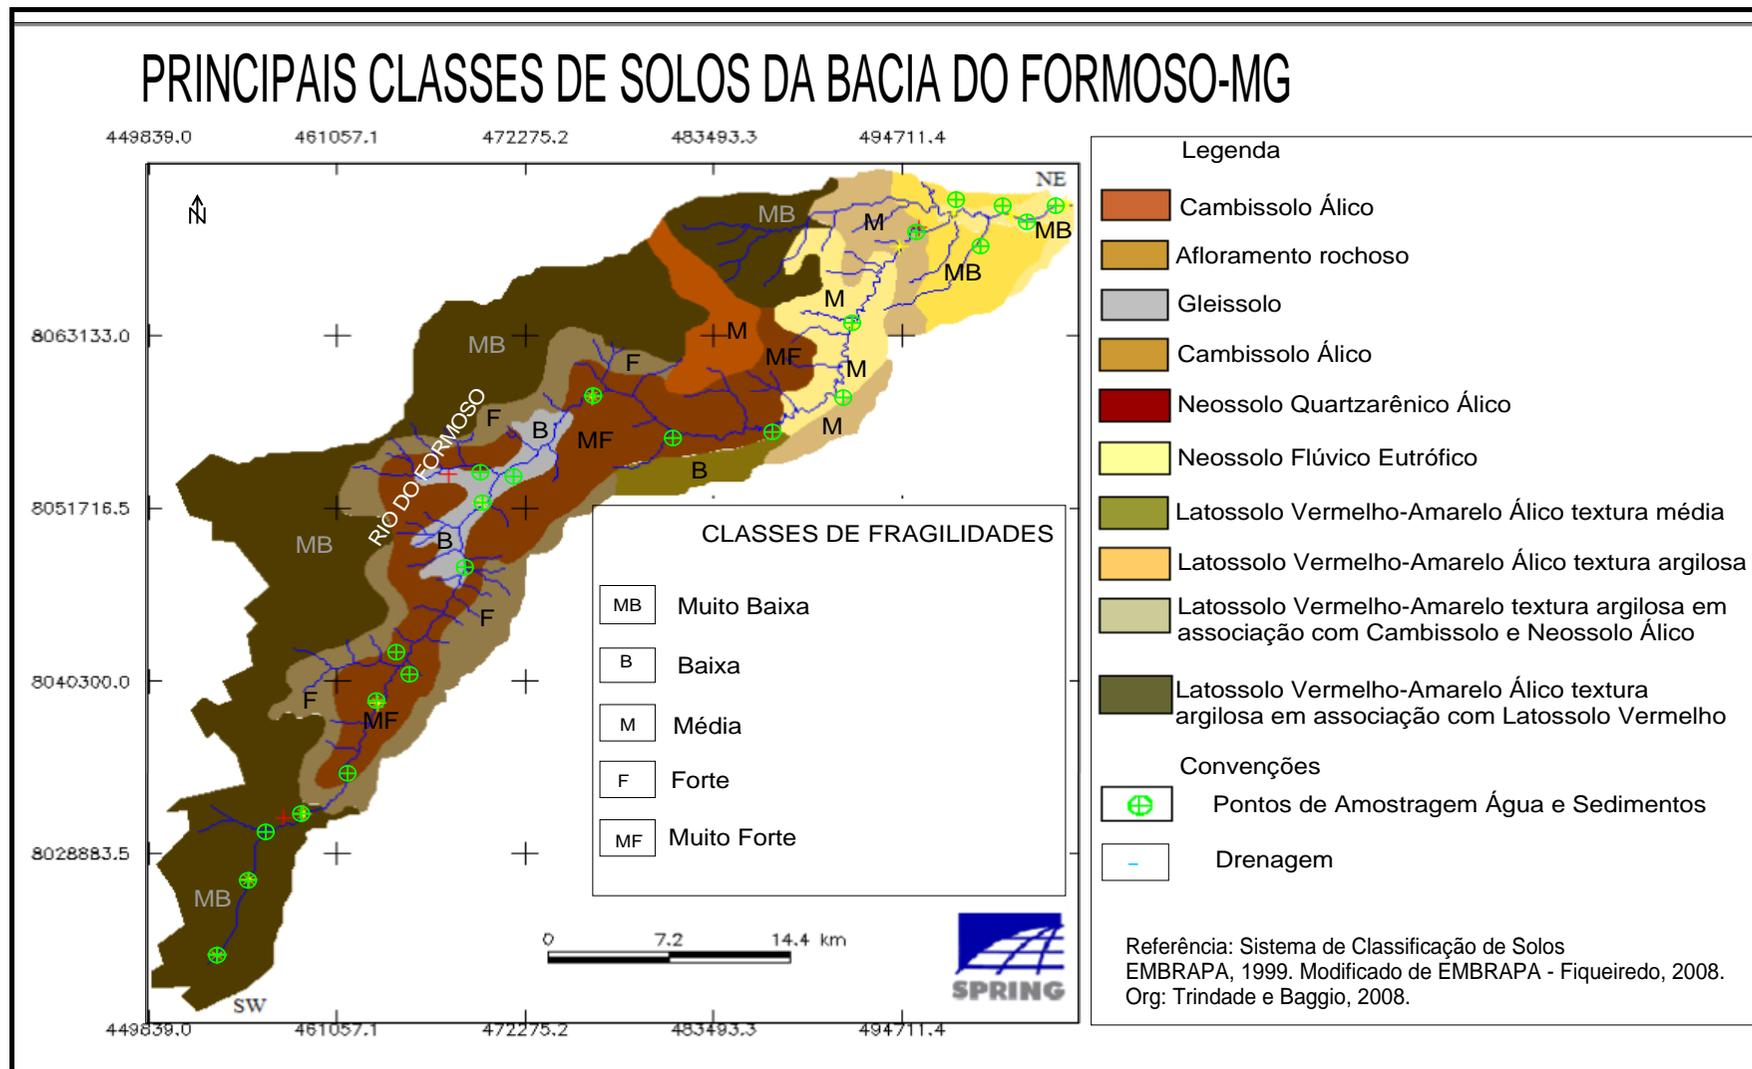 PRINCIPAIS CLASSES DE SOLOS DA BACIA DO FORMOSO-MG
449839.0 461057.1 472275.2 483493.3 494711.4
N
NE
MB
M
MB
MB
M
8063133.0
MB
M
MF
F
M
F
B
MF
M
B
RIO DO FORMOSO
8051716.5
MB
B
F
8040300.0
F
MF
8028883.5
MB
SW
449839.0 461057.1 472275.2 483493.3 494711.4
CLASSES DE FRAGILIDADES
MB Muito Baixa
B Baixa
M Média
F Forte
MF Muito Forte
0 7.2 14.4 km
SPRING
Legenda
Cambissolo Álico
Afloramento rochoso
Gleissolo
Cambissolo Álico
Neossolo Quartzarênico Álico
Neossolo Flúvico Eutrófico
Latossolo Vermelho-Amarelo Álico textura média
Latossolo Vermelho-Amarelo Álico textura argilosa
Latossolo Vermelho-Amarelo textura argilosa em
associação com Cambissolo e Neossolo Álico
Latossolo Vermelho-Amarelo Álico textura
argilosa em associação com Latossolo Vermelho
Convenções
Pontos de Amostragem Água e Sedimentos
Drenagem
Referência: Sistema de Classificação de Solos
EMBRAPA, 1999. Modificado de EMBRAPA - Fiqueiredo, 2008.
Org: Trindade e Baggio, 2008.